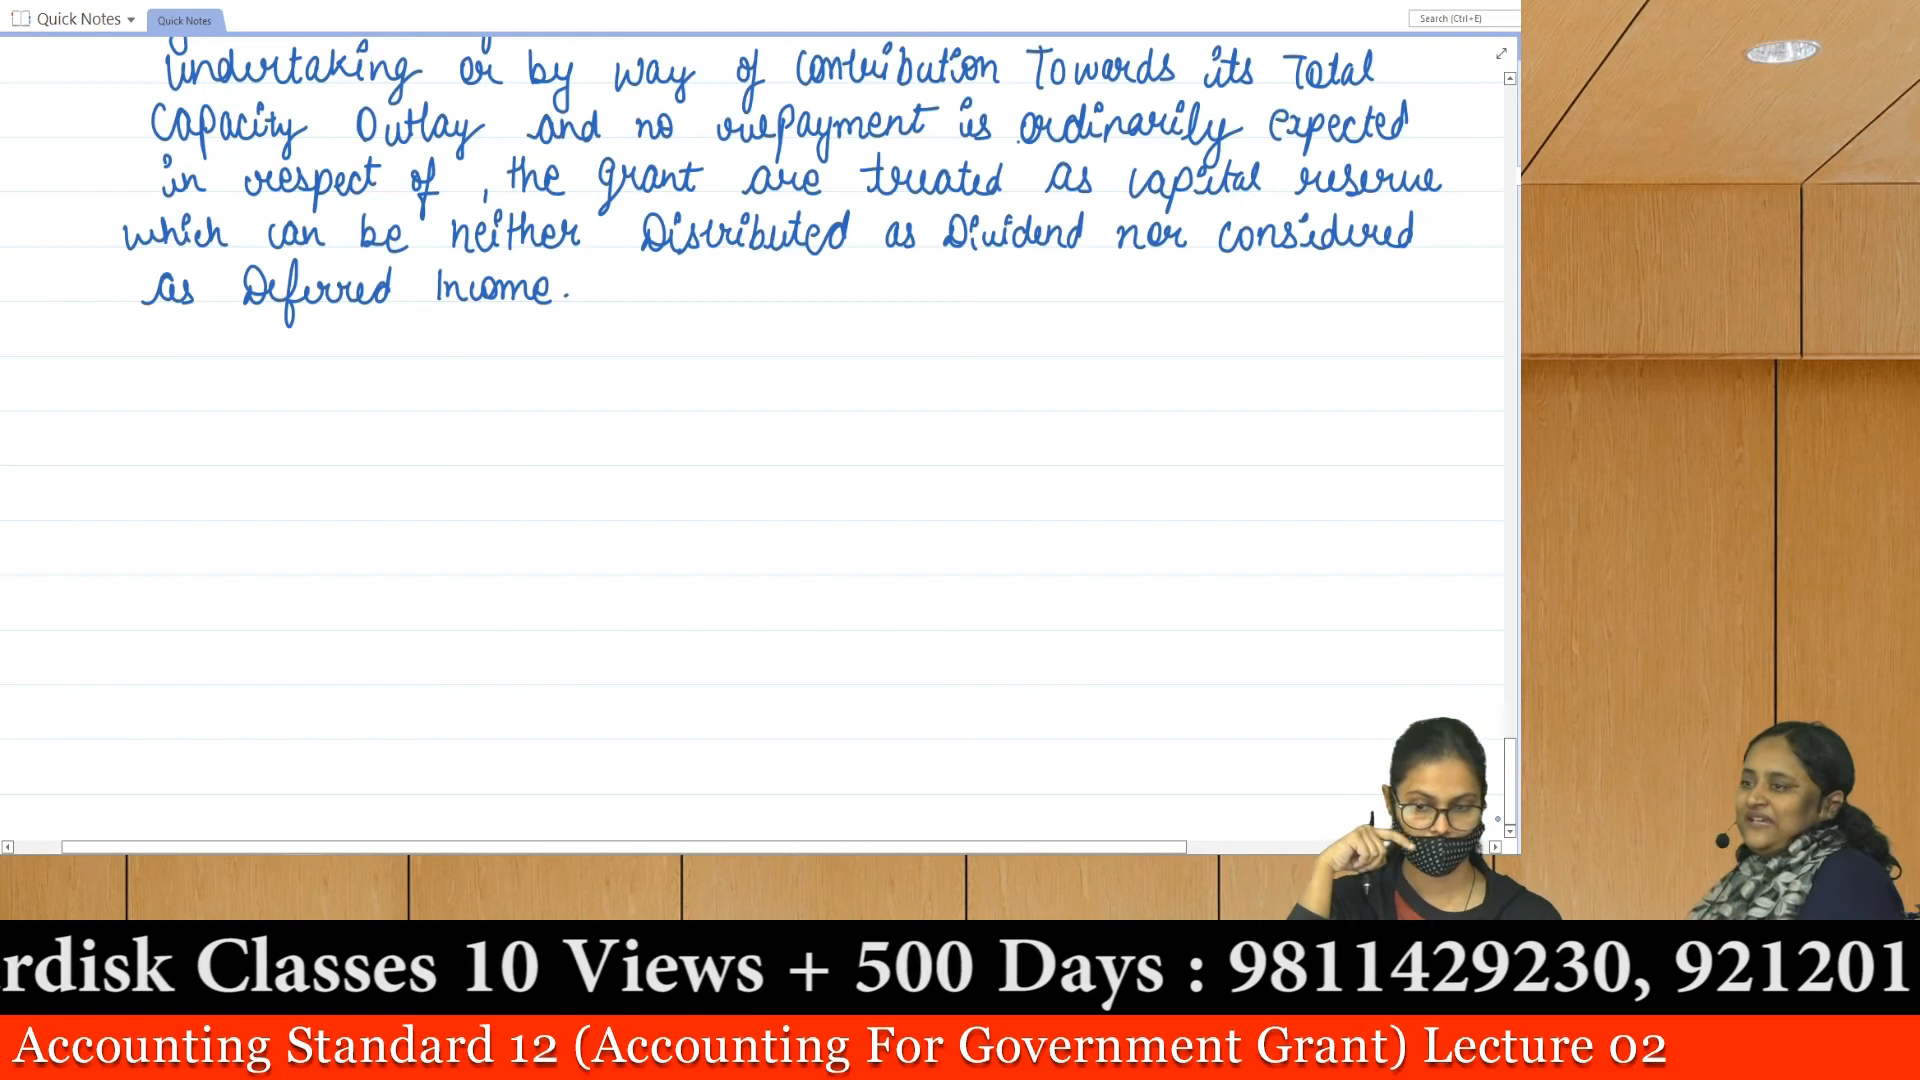 Quick Notes
Quick Notes
Search (Ctrl+E)
undertaking or by way of contribution Towards its Total
Capacity Outlay and no repayment is ordinarily expected
in respect of , the grant are treated as capital reserve
which can be neither Distributed as Dividend nor considered
as Deferred Income.
rdisk Classes 10 Views + 500 Days : 9811429230, 921201
Accounting Standard 12 (Accounting For Government Grant) Lecture 02